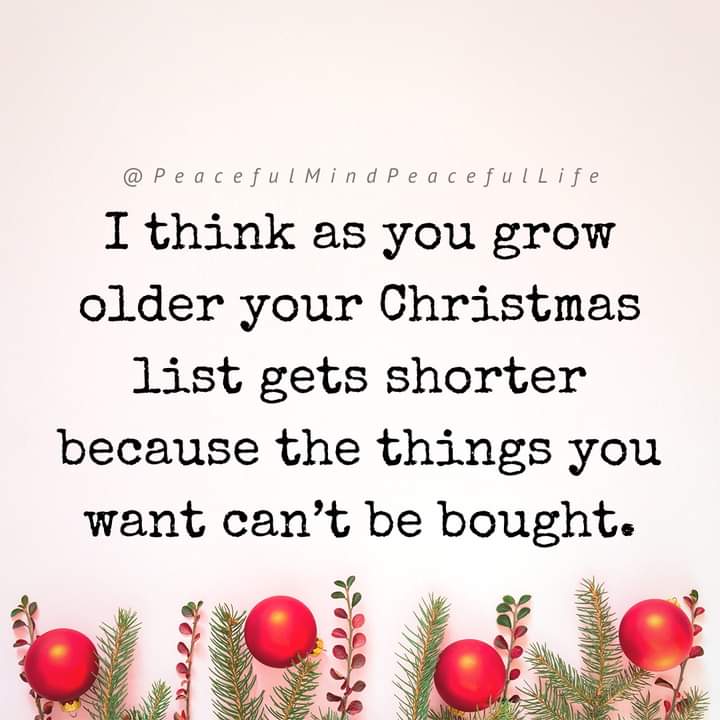 @PeacefulMindPeacefulLife
I think as you grow
older your Christmas
list gets shorter
because the things you
want can’t be bought.